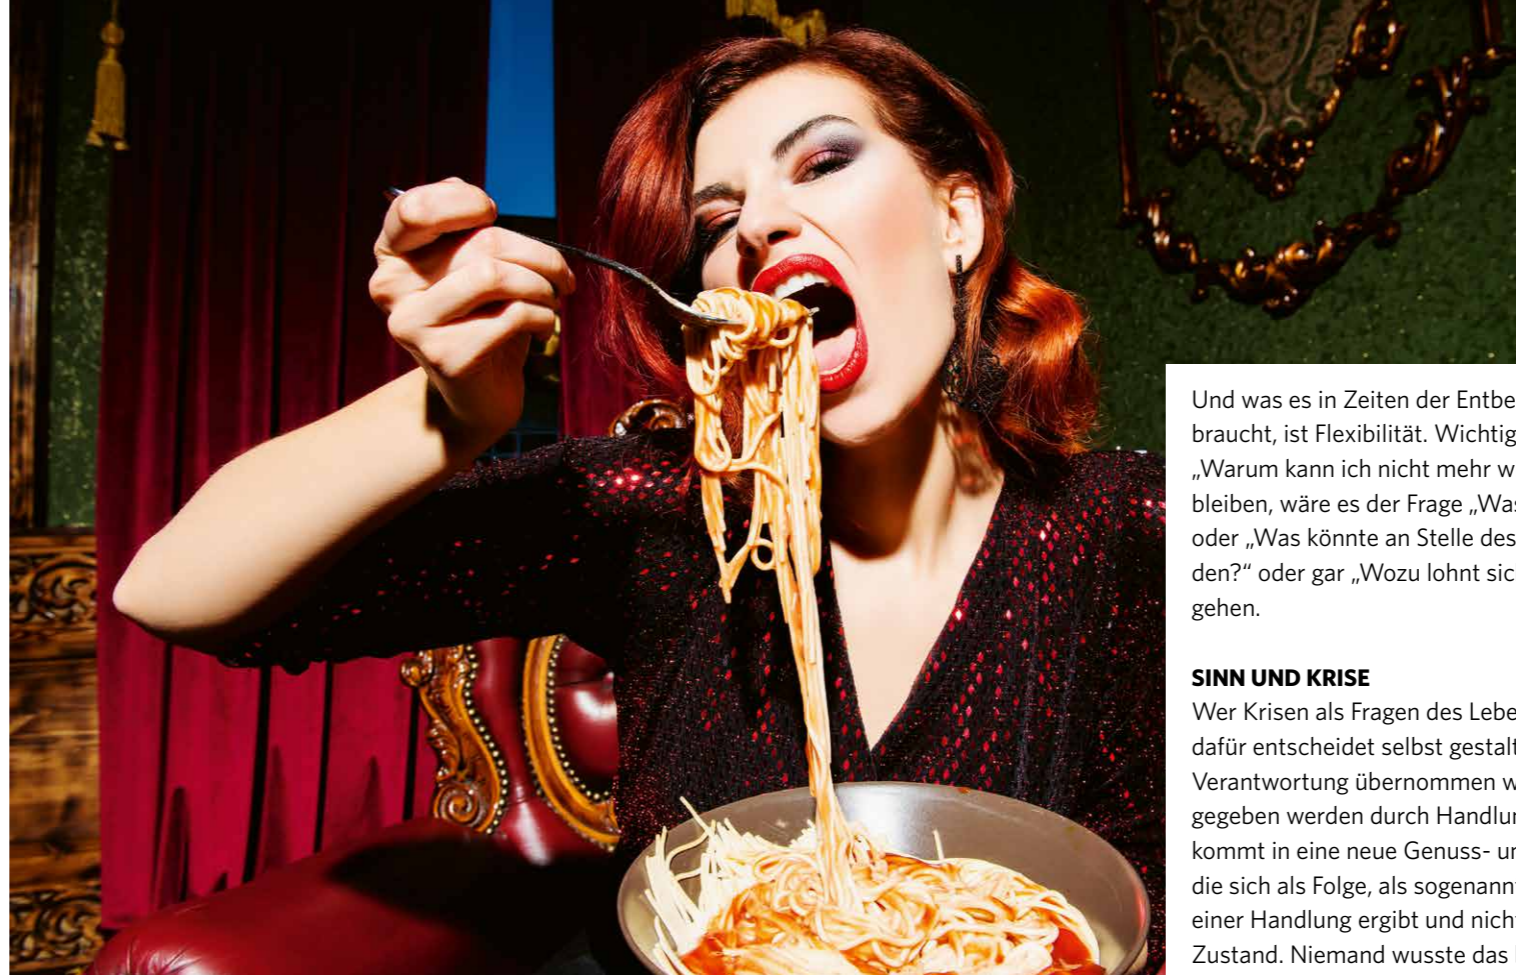 Und was es in Zeiten der Entbe
braucht, ist Flexibilität. Wichtig
„Warum kann ich nicht mehr w
bleiben, wäre es der Frage „Was
oder „Was könnte an Stelle des
den?“ oder gar „Wozu lohnt sic
gehen.
SINN UND KRISE
Wer Krisen als Fragen des Lebe
dafür entscheidet selbst gestalt
Verantwortung übernommen w
gegeben werden durch Handlu
kommt in eine neue Genuss- u
die sich als Folge, als sogenann
einer Handlung ergibt und nich
Zustand. Niemand wusste das